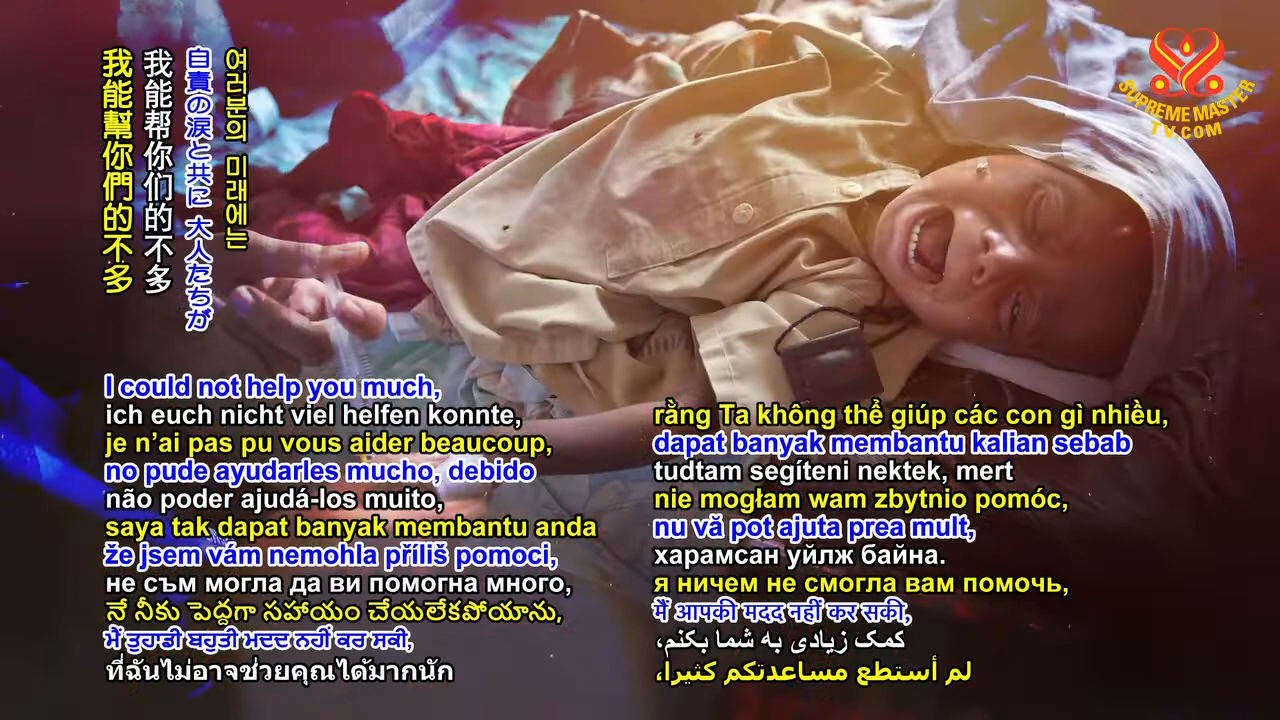 我能幫你們的不多
我能帮你们的不多
自責の涙と共に 大人たちが
여러분의 미래에는
SUPREME MASTER
TV.COM
I could not help you much,
ich euch nicht viel helfen konnte,
je n'ai pas pu vous aider beaucoup,
no pude ayudarles mucho, debido
não poder ajudá-los muito,
saya tak dapat banyak membantu anda
že jsem vám nemohla příliš pomoci,
не съм могла да ви помогна много,
నే నీకు పెద్దగా సహాయం చేయలేకపోయాను,
ਮੈਂ ਤੁਹਾਡੀ ਬਹੁਤੀ ਮਦਦ ਨਹੀਂ ਕਰ ਸਕੀ,
ที่ฉันไม่อาจช่วยคุณได้มากนัก
rằng Ta không thể giúp các con gì nhiều,
dapat banyak membantu kalian sebab
tudtam segíteni nektek, mert
nie mogłam wam zbytnio pomóc,
nu vă pot ajuta prea mult,
харамсан уйлж байна.
я ничем не смогла вам помочь,
मैं आपकी मदद नहीं कर सकी,
کمک زیادی به شما بکنم،
لم أستطع مساعدتكم كثيرا،